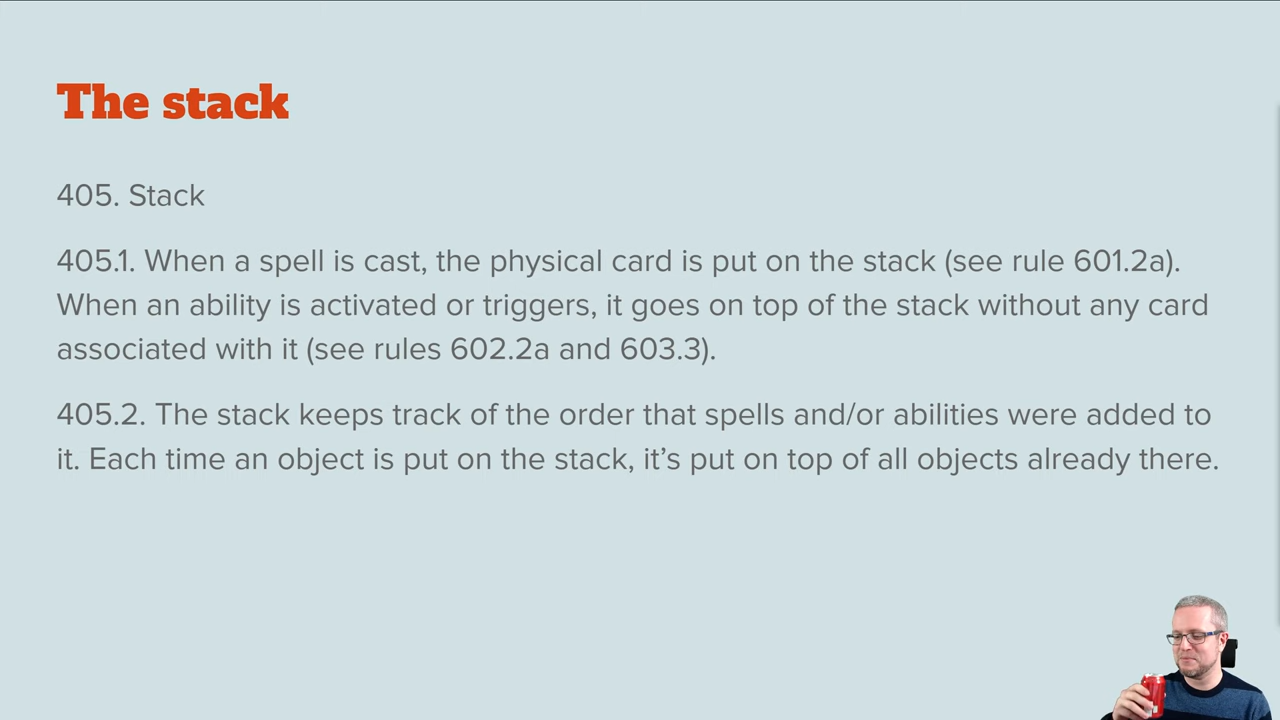 The stack
405. Stack
405.1. When a spell is cast, the physical card is put on the stack (see rule 601.2a).
When an ability is activated or triggers, it goes on top of the stack without any card
associated with it (see rules 602.2a and 603.3).
405.2. The stack keeps track of the order that spells and/or abilities were added to
it. Each time an object is put on the stack, it’s put on top of all objects already there.